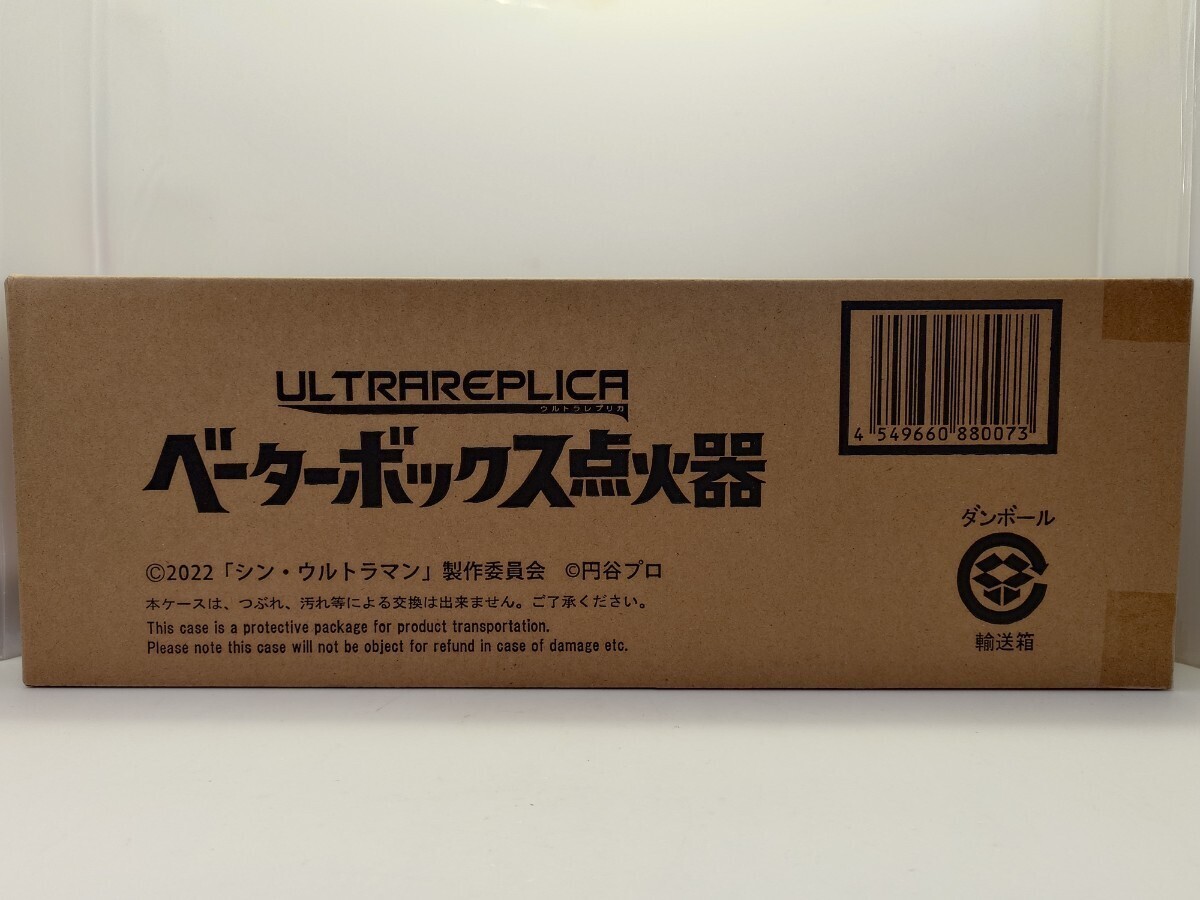 ULTRAREPLICA
ウルトラレプリカ
ベーターボックス点火器
©2022「シン・ウルトラマン」製作委員会 ©円谷プロ
本ケースは、つぶれ、汚れ等による交換は出来ません。ご了承ください。
This case is a protective package for product transportation.
Please note this case will not be object for refund in case of damage etc.
4 549660 880073
ダンボール
輸送箱